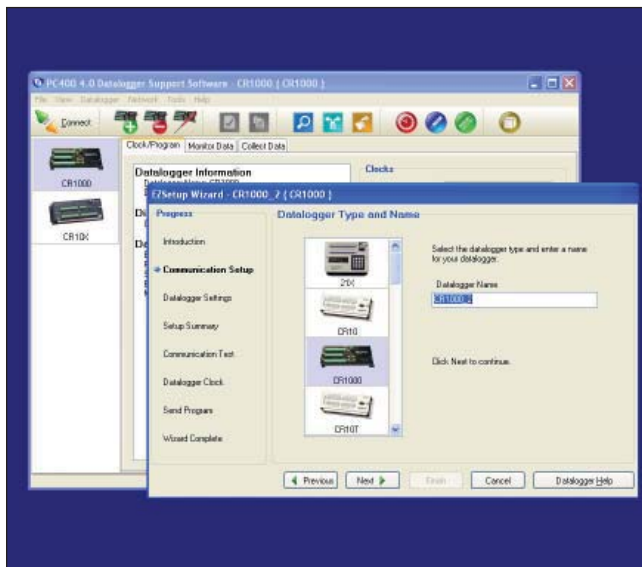 PC400 4.0 Datalogger Support Software - CR1000 ( CR1000 )
File View Datalogger Network Tools Help
Connect
Clock/Program Monitor Data Collect Data
CR1000
CR10X
Datalogger Information
Clocks
EZSetup Wizard - CR1000_2 ( CR1000 )
Progress
Introduction
Communication Setup
Datalogger Settings
Setup Summary
Communication Test
Datalogger Clock
Send Program
Wizard Complete
Datalogger Type and Name
21X
CR10
CR1000
CR10T
Select the datalogger type and enter a name
for your datalogger.
Datalogger Name
CR1000_2
Click Next to continue.
Previous Next Finish Cancel Datalogger Help